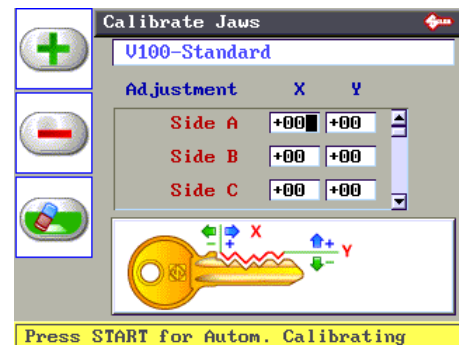 Calibrate Jaws
V100-Standard
Adjustment X Y
Side A +00 +00
Side B +00 +00
Side C +00 +00
- + X
+ - Y
Press START for Autom. Calibrating